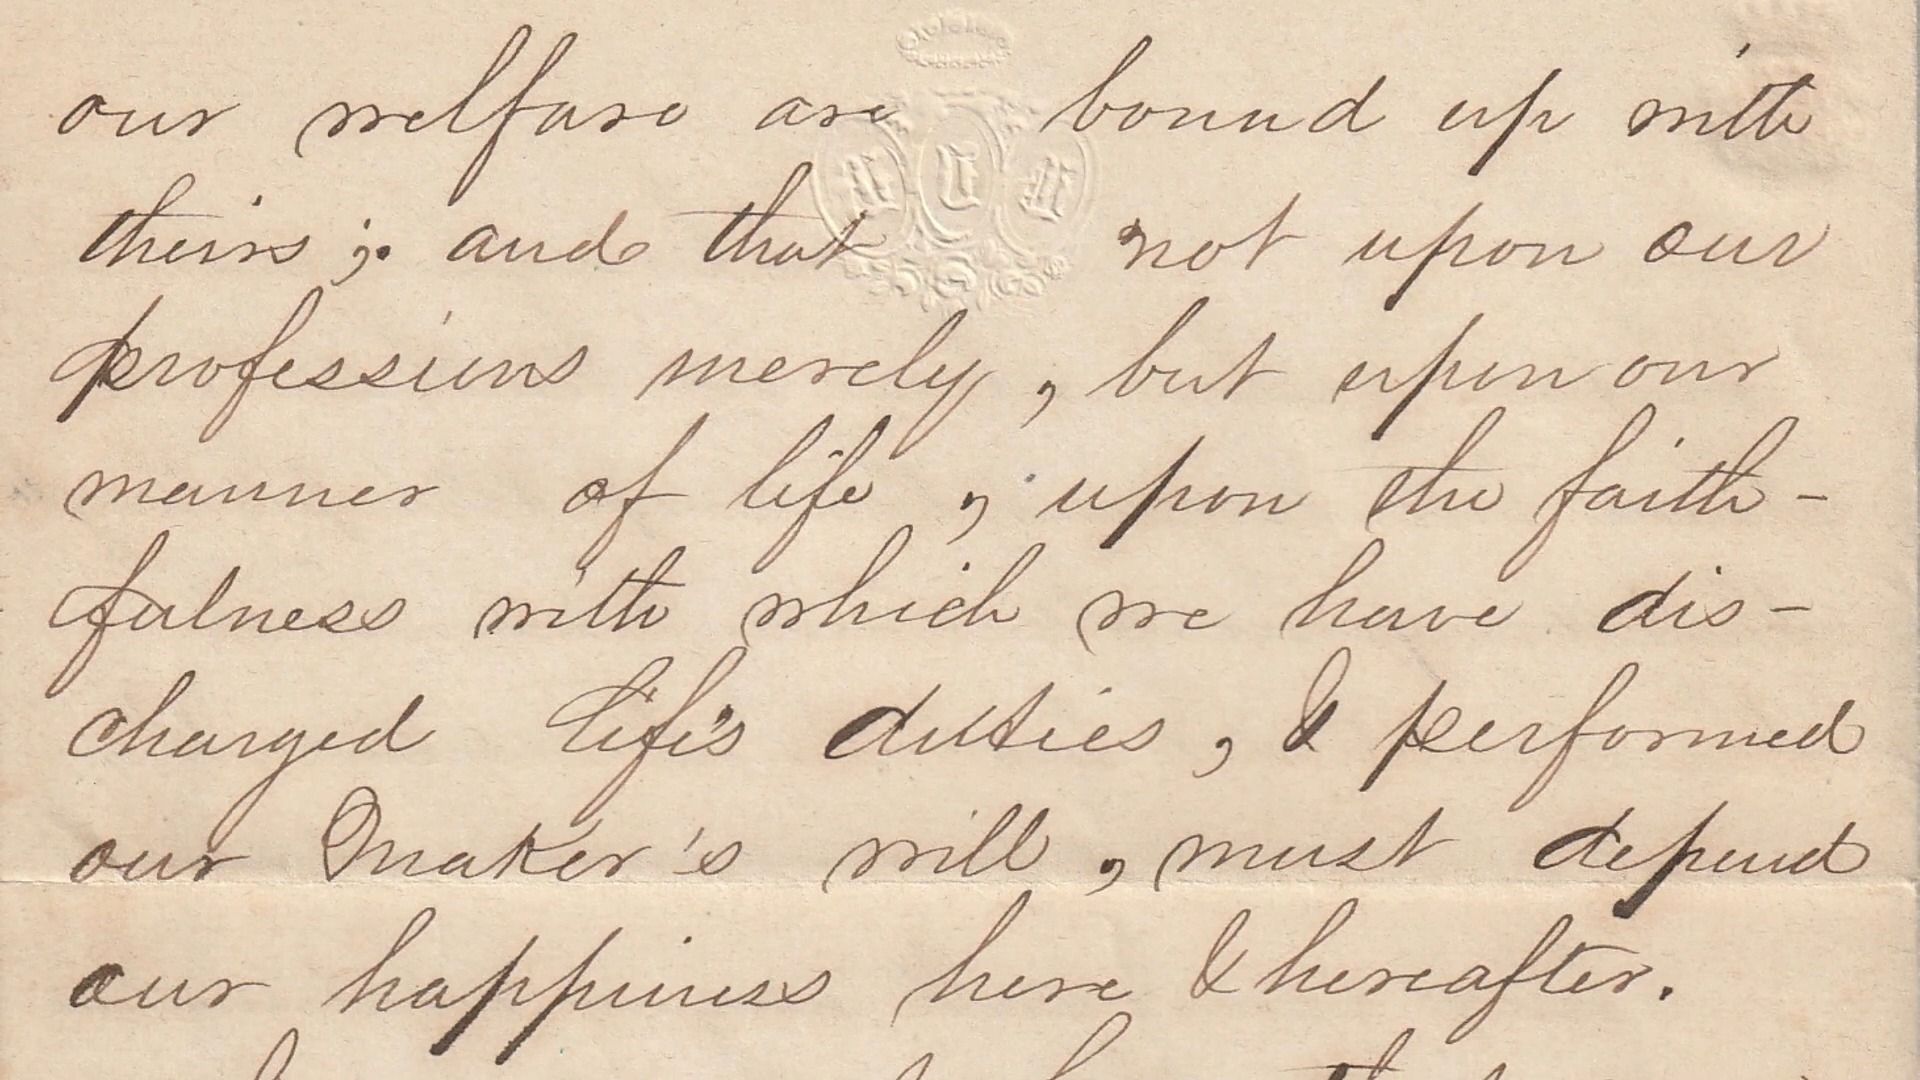 our welfare are bound up with
theirs; and that not upon our
professions merely, but upon our
manner of life, upon the faith-
fulness with which we have dis-
charged life's duties, & performed
our Maker's will, must depend
our happiness here & hereafter.